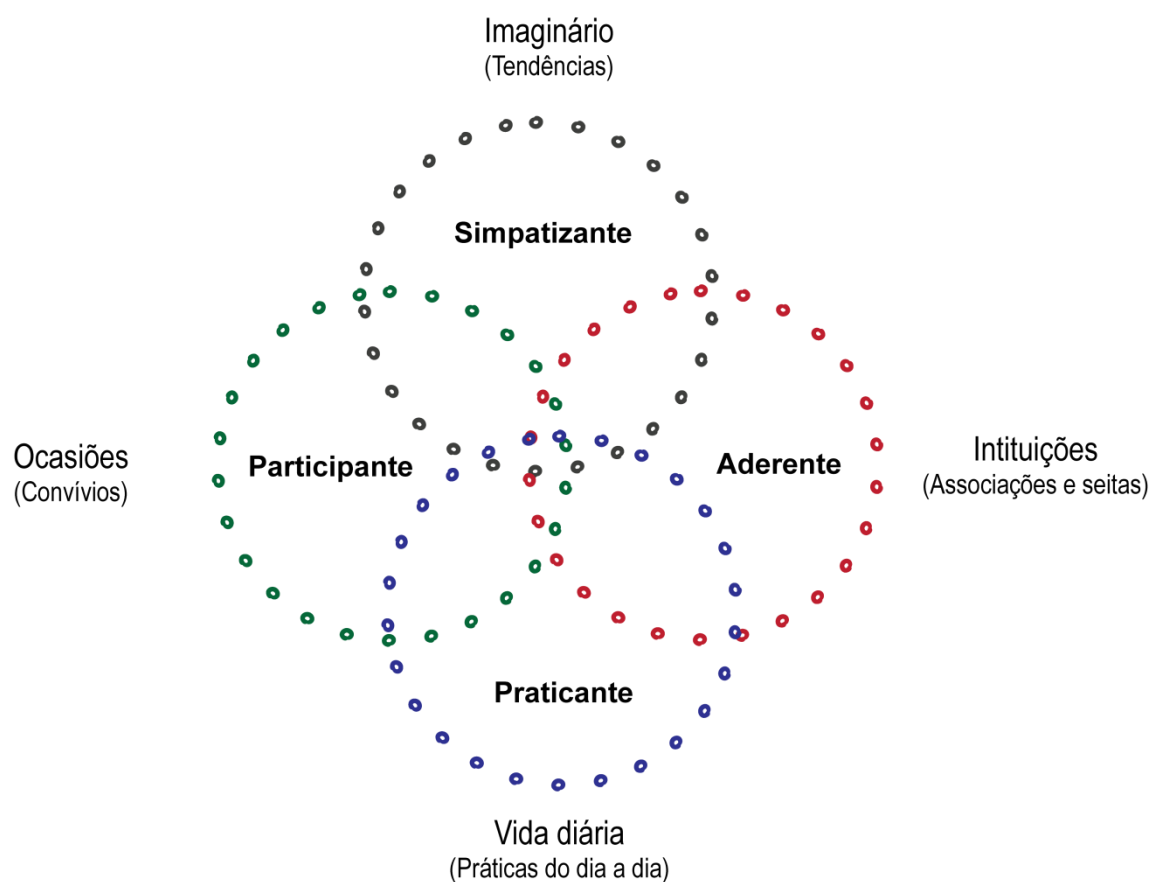 Imaginário
(Tendências)
Simpatizante
Ocasiões
(Convívios)
Participante
Aderente
Intituições
(Associações e seitas)
Praticante
Vida diária
(Práticas do dia a dia)